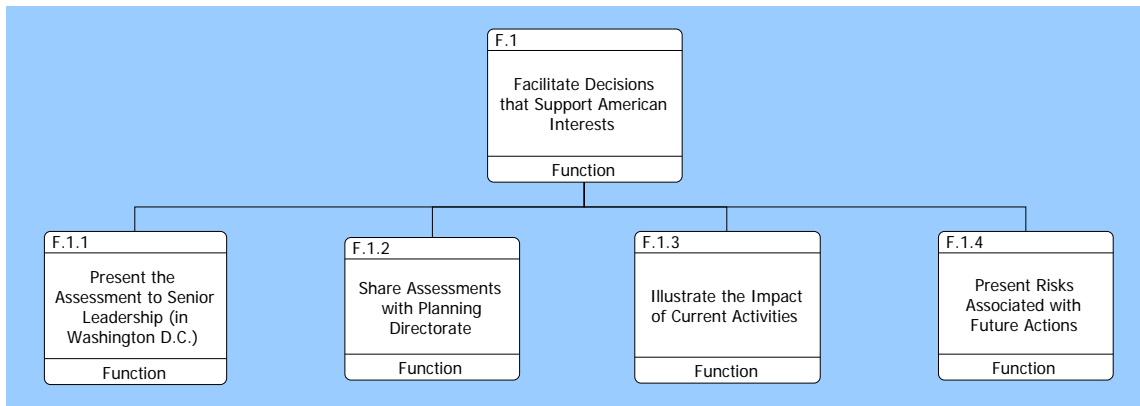 F.1
Facilitate Decisions
that Support American
Interests
Function
F.1.1
Present the
Assessment to Senior
Leadership (in
Washington D.C.)
Function
F.1.2
Share Assessments
with Planning
Directorate
Function
F.1.3
Illustrate the Impact
of Current Activities
Function
F.1.4
Present Risks
Associated with
Future Actions
Function